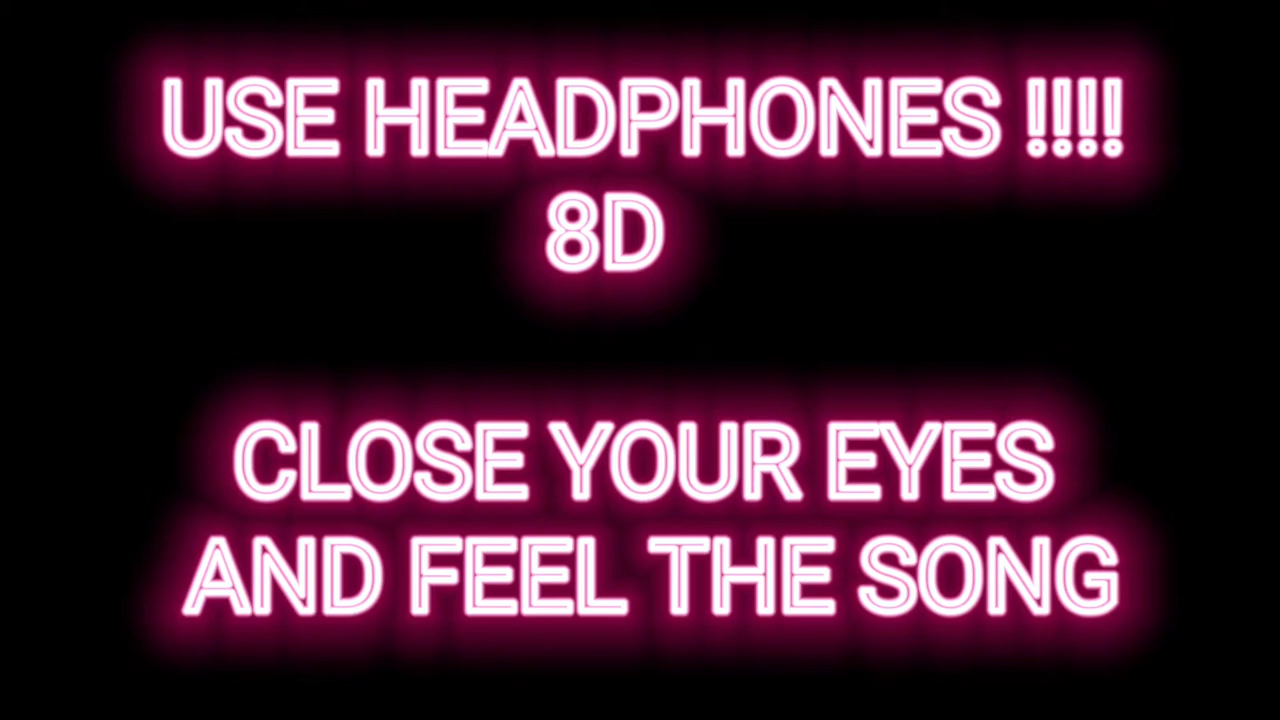 USE HEADPHONES !!!!
8D
CLOSE YOUR EYES
AND FEEL THE SONG